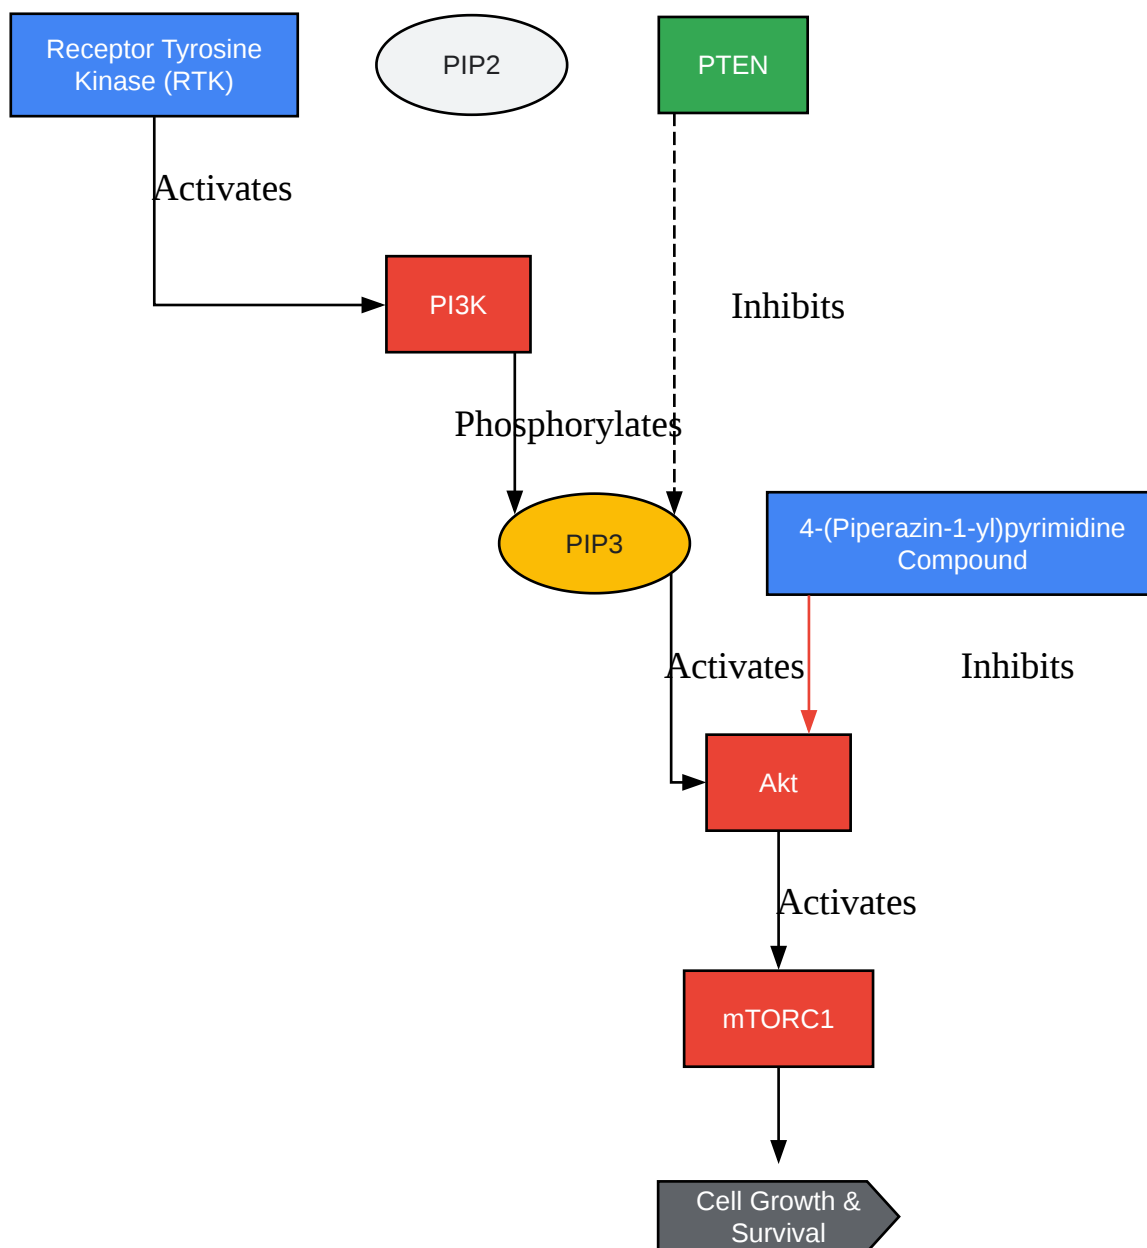 Receptor Tyrosine
Kinase (RTK)
PIP2
PTEN
Activates
PI3K
Inhibits
Phosphorylates
PIP3
4-(Piperazin-1-yl)pyrimidine
Compound
Activates
Inhibits
Akt
Activates
mTORC1
Cell Growth &
Survival